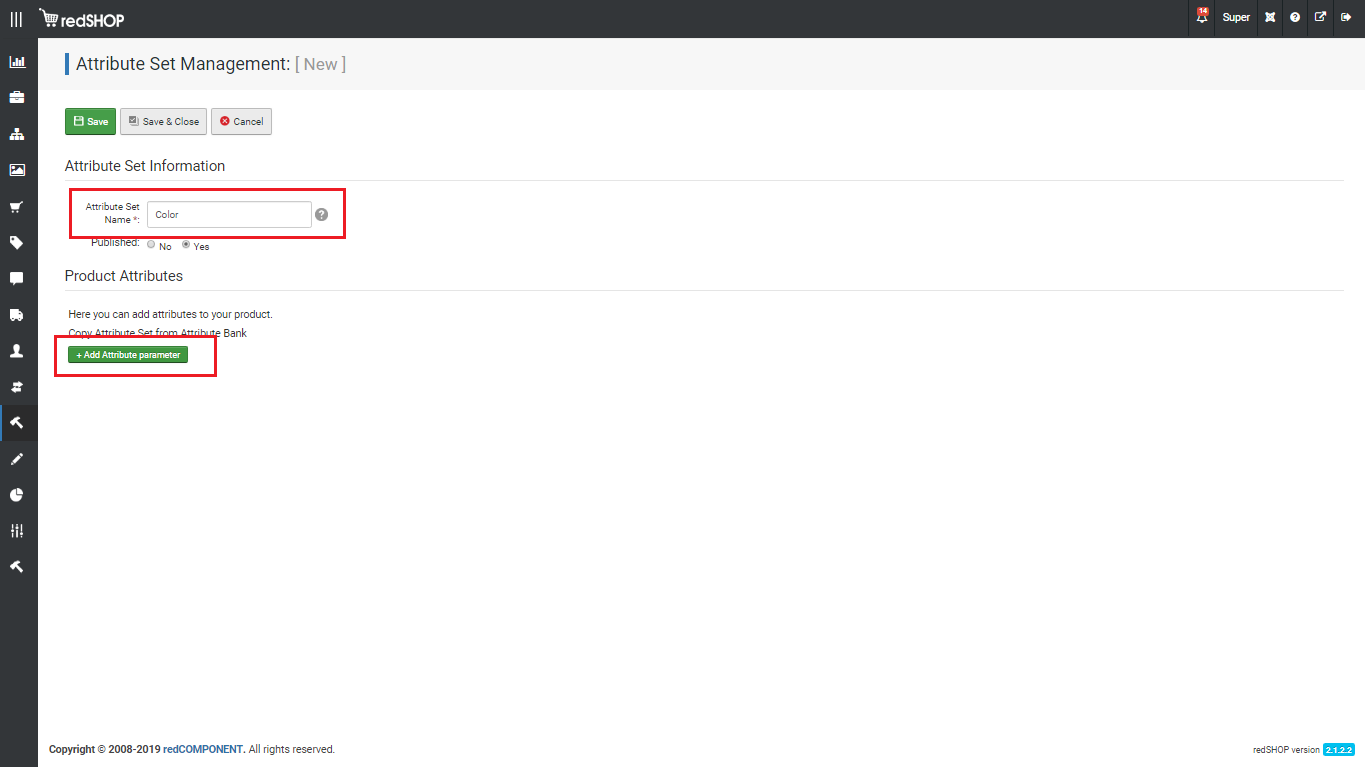 redSHOP
14
Super
Attribute Set Management: [ New ]
Save
Save & Close
Cancel
Attribute Set Information
Attribute Set
Name *:
Color
Published:
No
Yes
Product Attributes
Here you can add attributes to your product.
Copy Attribute Set from Attribute Bank
+ Add Attribute parameter
Copyright © 2008-2019 redCOMPONENT. All rights reserved.
redSHOP version 2.1.2.2